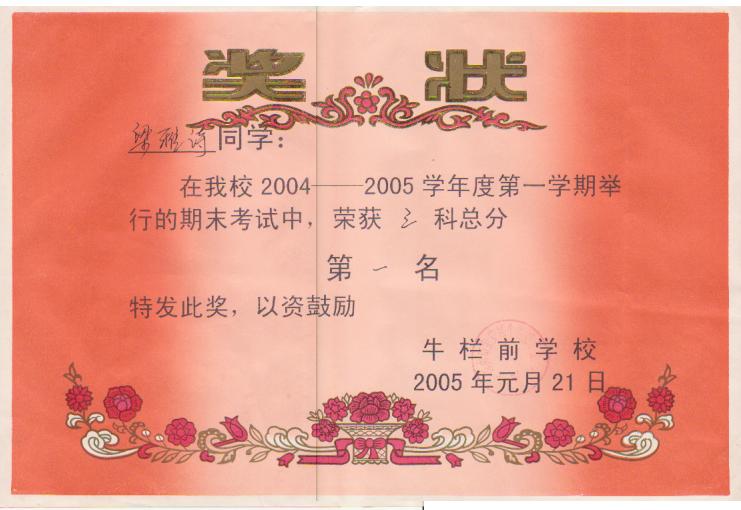 奖 状
梁雅诗同学：
在我校 2004——2005 学年度第一学期举
行的期末考试中，荣获 三 科总分
第 一 名
特发此奖，以资鼓励
牛 栏 前 学 校
2005 年元月 21 日